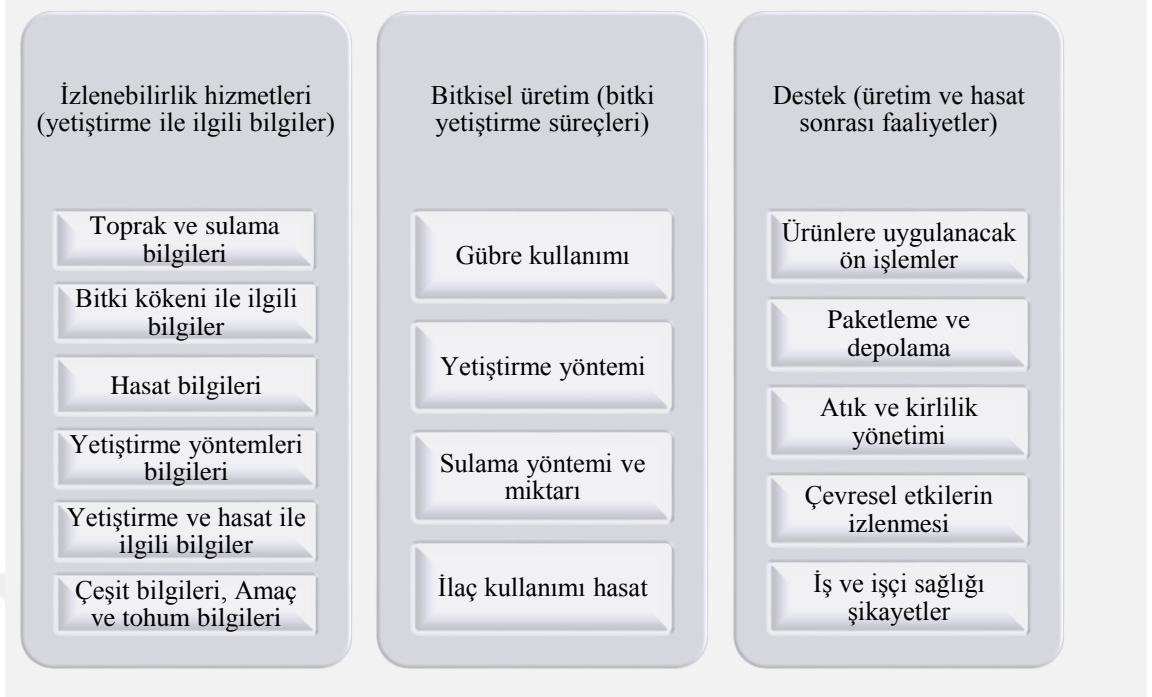 İzlenebilirlik hizmetleri
(yetiştirme ile ilgili bilgiler)
Toprak ve sulama
bilgileri
Bitki kökeni ile ilgili
bilgiler
Hasat bilgileri
Yetiştirme yöntemleri
bilgileri
Yetiştirme ve hasat ile
ilgili bilgiler
Çeşit bilgileri, Amaç
ve tohum bilgileri
Bitkisel üretim (bitki
yetiştirme süreçleri)
Gübre kullanımı
Yetiştirme yöntemi
Sulama yöntemi ve
miktarı
İlaç kullanımı hasat
Destek (üretim ve hasat
sonrası faaliyetler)
Ürünlere uygulanacak
ön işlemler
Paketleme ve
depolama
Atık ve kirlilik
yönetimi
Çevresel etkilerin
izlenmesi
İş ve işçi sağlığı
şikayetler